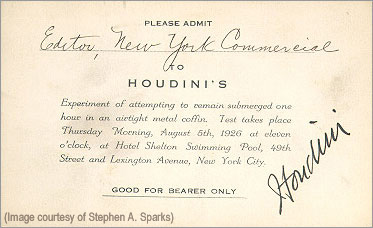 PLEASE ADMIT
Editor, New York Commercial
TO
HOUDINI'S
Experiment of attempting to remain submerged one
hour in an airtight metal coffin. Test takes place
Thursday Morning, August 5th, 1926 at eleven
o'clock, at Hotel Shelton Swimming Pool, 49th
Street and Lexington Avenue, New York City.
GOOD FOR BEARER ONLY
Houdini
(Image courtesy of Stephen A. Sparks)